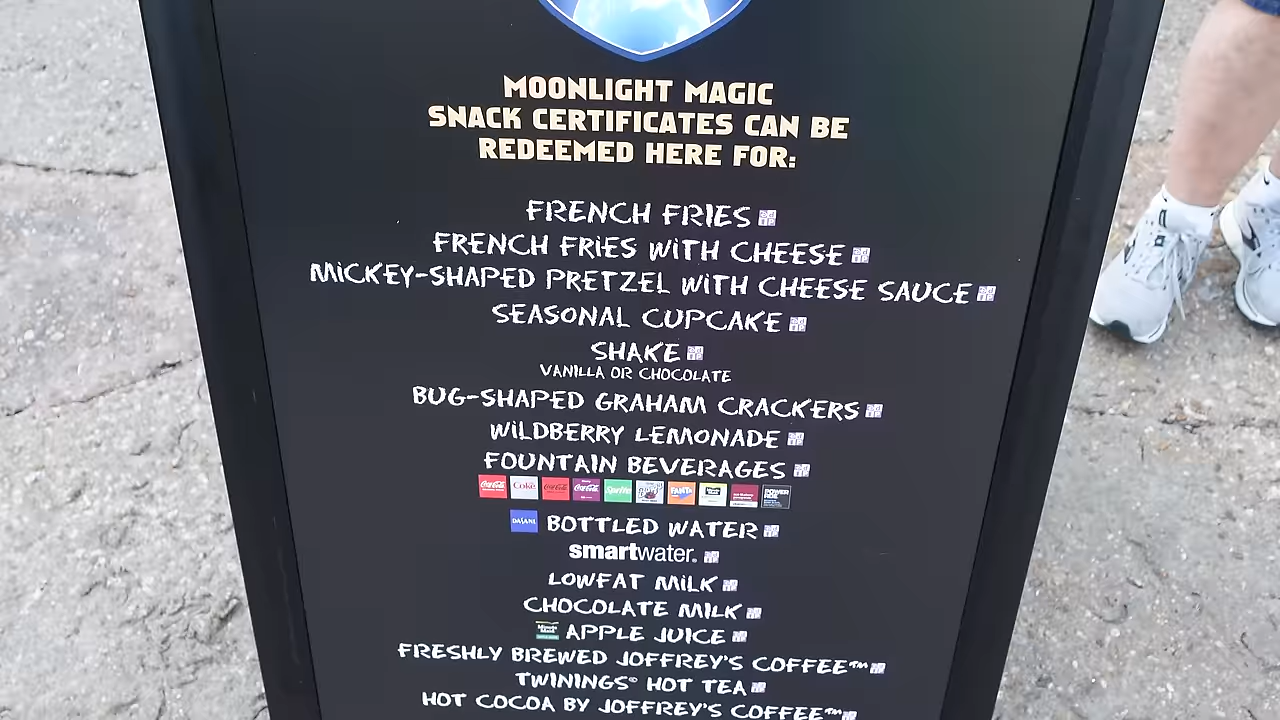 MOONLIGHT MAGIC
SNACK CERTIFICATES CAN BE
REDEEMED HERE FOR:
FRENCH FRIES
FRENCH FRIES WITH CHEESE
MICKEY-SHAPED PRETZEL WITH CHEESE SAUCE
SEASONAL CUPCAKE
SHAKE
VANILLA OR CHOCOLATE
BUG-SHAPED GRAHAM CRACKERS
WILDBERRY LEMONADE
FOUNTAIN BEVERAGES
Coca-Cola Coke Coca-Cola Coca-Cola Sprite FANTA POWERADE
DASANI BOTTLED WATER
smartwater.
LOWFAT MILK
CHOCOLATE MILK
Minute Maid APPLE JUICE
FRESHLY BREWED JOFFREY'S COFFEE™
TWININGS® HOT TEA
HOT COCOA BY JOFFREY'S COFFEE™